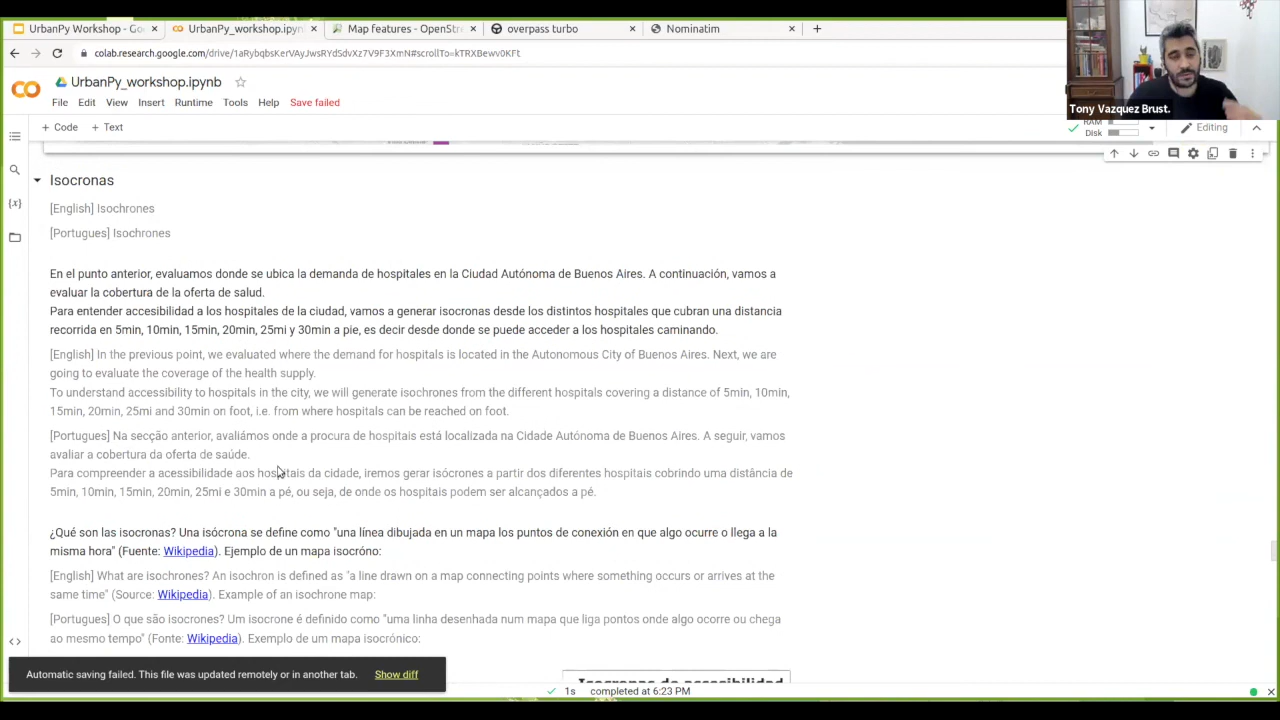 UrbanPy Workshop - Go
UrbanPy_workshop.ipyn
Map features - OpenStre
overpass turbo
Nominatim
colab.research.google.com/drive/1aRybqbsKerVAyJwsRYdSdvXz7V9F3XmN#scrollTo=kTRXBewv0KFt
UrbanPy_workshop.ipynb
File Edit View Insert Runtime Tools Help Save failed
Tony Vazquez Brust.
+ Code + Text
RAM
Disk
Editing
Isocronas
[English] Isochrones
[Portugues] Isochrones
En el punto anterior, evaluamos donde se ubica la demanda de hospitales en la Ciudad Autónoma de Buenos Aires. A continuación, vamos a
evaluar la cobertura de la oferta de salud.
Para entender accesibilidad a los hospitales de la ciudad, vamos a generar isocronas desde los distintos hospitales que cubran una distancia
recorrida en 5min, 10min, 15min, 20min, 25mi y 30min a pie, es decir desde donde se puede acceder a los hospitales caminando.
[English] In the previous point, we evaluated where the demand for hospitals is located in the Autonomous City of Buenos Aires. Next, we are
going to evaluate the coverage of the health supply.
To understand accessibility to hospitals in the city, we will generate isochrones from the different hospitals covering a distance of 5min, 10min,
15min, 20min, 25mi and 30min on foot, i.e. from where hospitals can be reached on foot.
[Portugues] Na secção anterior, avaliámos onde a procura de hospitais está localizada na Cidade Autónoma de Buenos Aires. A seguir, vamos
avaliar a cobertura da oferta de saúde.
Para compreender a acessibilidade aos hospitais da cidade, iremos gerar isócrones a partir dos diferentes hospitais cobrindo uma distância de
5min, 10min, 15min, 20min, 25mi e 30min a pé, ou seja, de onde os hospitais podem ser alcançados a pé.
¿Qué son las isocronas? Una isócrona se define como "una línea dibujada en un mapa los puntos de conexión en que algo ocurre o llega a la
misma hora" (Fuente: Wikipedia). Ejemplo de un mapa isocróno:
[English] What are isochrones? An isochron is defined as "a line drawn on a map connecting points where something occurs or arrives at the
same time" (Source: Wikipedia). Example of an isochrone map:
[Portugues] O que são isocrones? Um isocrone é definido como "uma linha desenhada num mapa que liga pontos onde algo ocorre ou chega
ao mesmo tempo" (Fonte: Wikipedia). Exemplo de um mapa isocrónico:
Automatic saving failed. This file was updated remotely or in another tab. Show diff
Isocronas de accesibilidad
1s completed at 6:23 PM